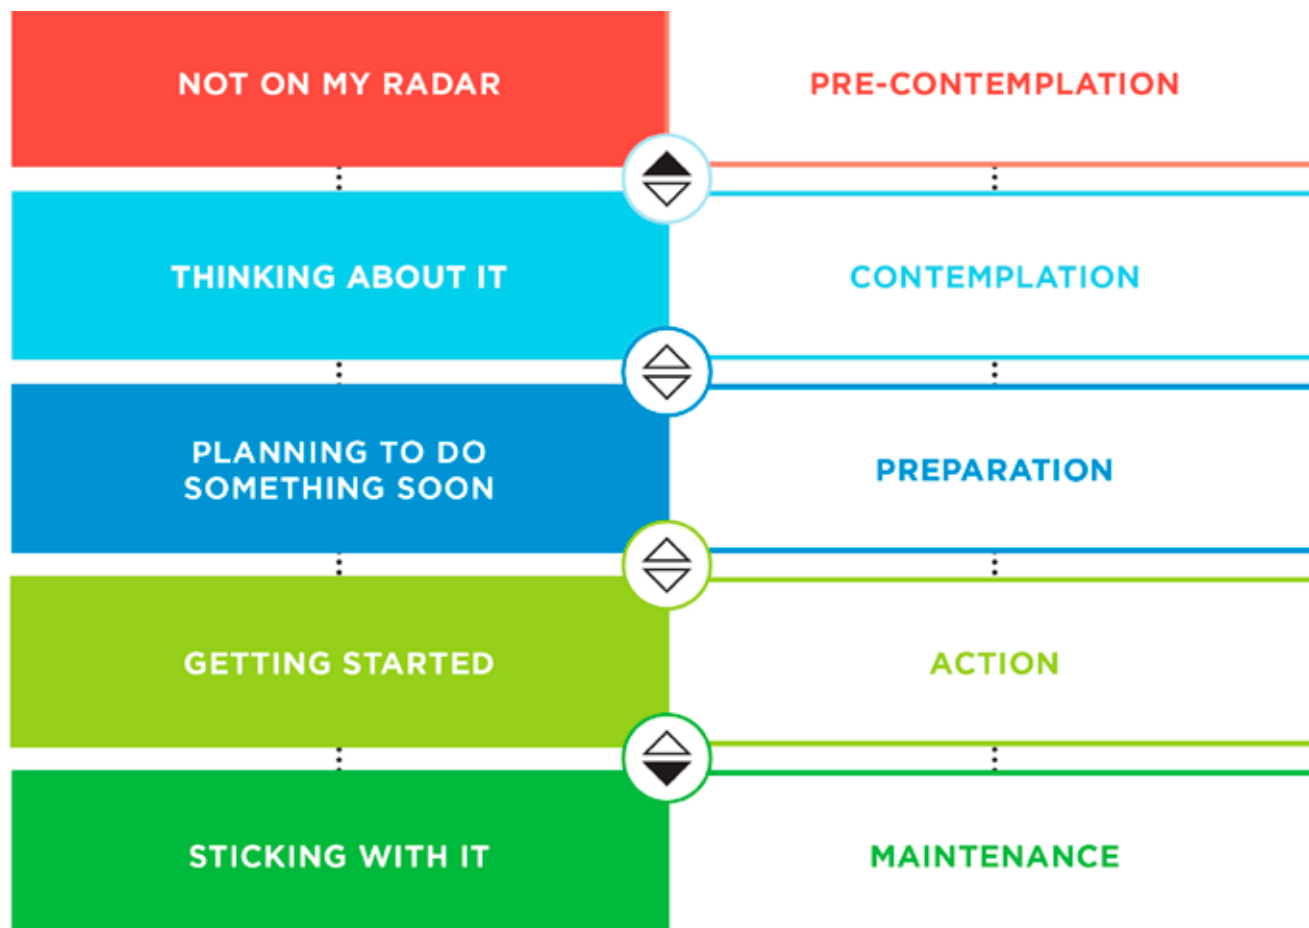 NOT ON MY RADAR
PRE-CONTEMPLATION
THINKING ABOUT IT
CONTEMPLATION
PLANNING TO DO
SOMETHING SOON
PREPARATION
GETTING STARTED
ACTION
STICKING WITH IT
MAINTENANCE